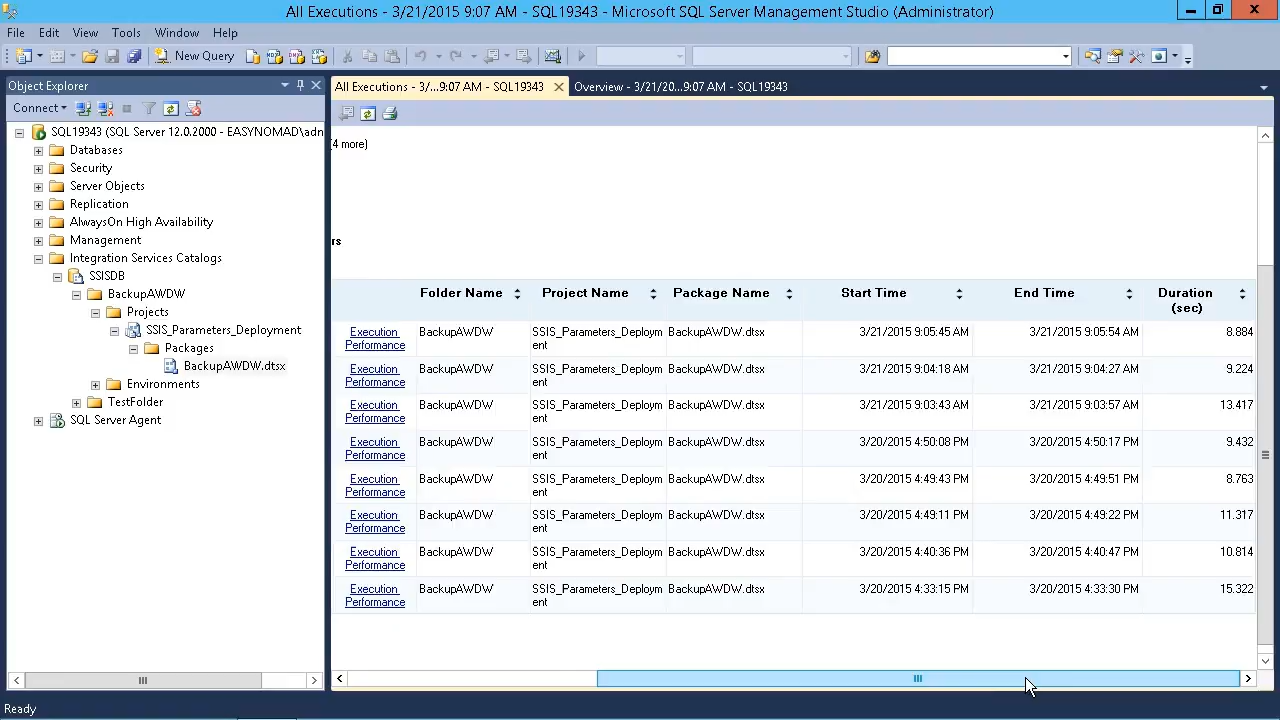 All Executions - 3/21/2015 9:07 AM - SQL19343 - Microsoft SQL Server Management Studio (Administrator)
File Edit View Tools Window Help
New Query
Object Explorer
Connect
SQL19343 (SQL Server 12.0.2000 - EASYNOMAD\adn
Databases
Security
Server Objects
Replication
AlwaysOn High Availability
Management
Integration Services Catalogs
SSISDB
BackupAWDW
Projects
SSIS_Parameters_Deployment
Packages
BackupAWDW.dtsx
Environments
TestFolder
SQL Server Agent
All Executions - 3/...9:07 AM - SQL19343 Overview - 3/21/20...9:07 AM - SQL19343
(4 more)
rs
Folder Name Project Name Package Name Start Time End Time Duration
(sec)
Execution BackupAWDW SSIS_Parameters_Deploym BackupAWDW.dtsx 3/21/2015 9:05:45 AM 3/21/2015 9:05:54 AM 8.884
Performance ent
Execution BackupAWDW SSIS_Parameters_Deploym BackupAWDW.dtsx 3/21/2015 9:04:18 AM 3/21/2015 9:04:27 AM 9.224
Performance ent
Execution BackupAWDW SSIS_Parameters_Deploym BackupAWDW.dtsx 3/21/2015 9:03:43 AM 3/21/2015 9:03:57 AM 13.417
Performance ent
Execution BackupAWDW SSIS_Parameters_Deploym BackupAWDW.dtsx 3/20/2015 4:50:08 PM 3/20/2015 4:50:17 PM 9.432
Performance ent
Execution BackupAWDW SSIS_Parameters_Deploym BackupAWDW.dtsx 3/20/2015 4:49:43 PM 3/20/2015 4:49:51 PM 8.763
Performance ent
Execution BackupAWDW SSIS_Parameters_Deploym BackupAWDW.dtsx 3/20/2015 4:49:11 PM 3/20/2015 4:49:22 PM 11.317
Performance ent
Execution BackupAWDW SSIS_Parameters_Deploym BackupAWDW.dtsx 3/20/2015 4:40:36 PM 3/20/2015 4:40:47 PM 10.814
Performance ent
Execution BackupAWDW SSIS_Parameters_Deploym BackupAWDW.dtsx 3/20/2015 4:33:15 PM 3/20/2015 4:33:30 PM 15.322
Performance ent
Ready